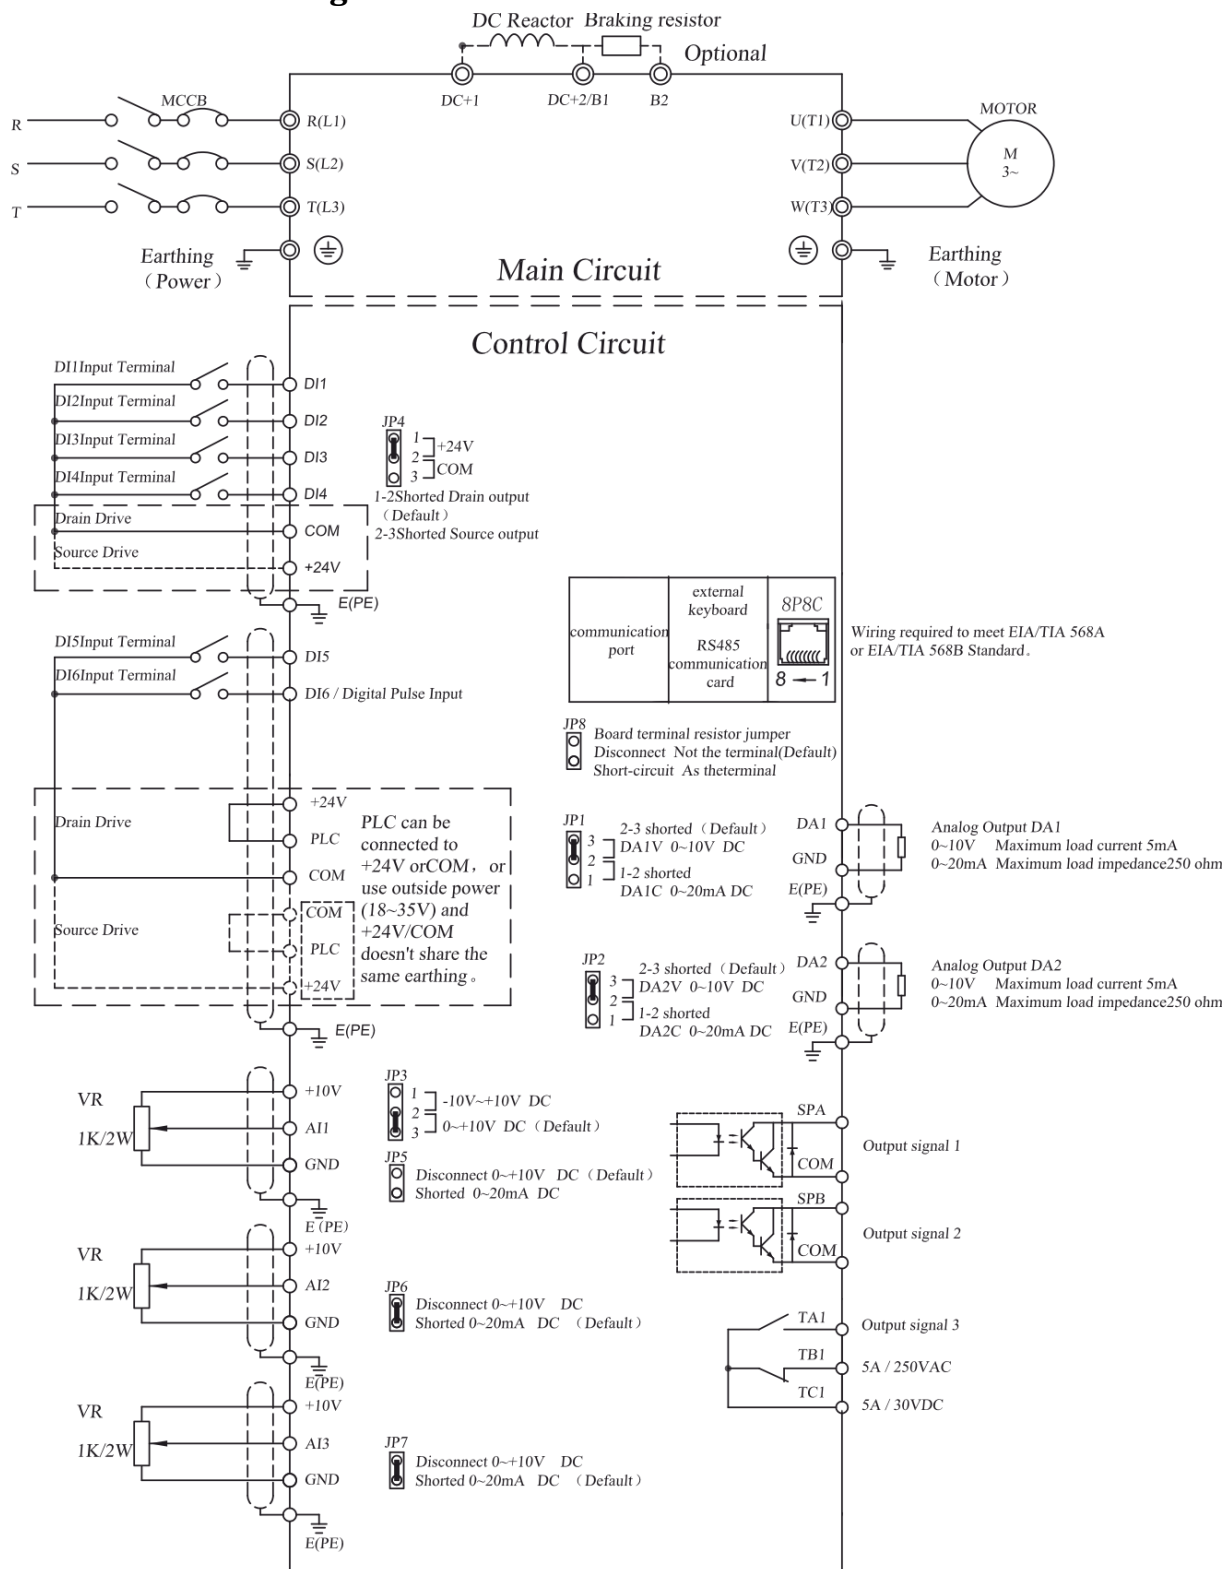 DC Reactor Braking resistor
Optional
DC+1 DC+2/B1 B2
MCCB
R R(L1)
S S(L2)
T T(L3)
U(T1)
V(T2)
W(T3)
MOTOR
M
3~
Earthing
（Power）
Earthing
（Motor）
Main Circuit
Control Circuit
DI1Input Terminal DI1
DI2Input Terminal DI2
DI3Input Terminal DI3
DI4Input Terminal DI4
Drain Drive COM
Source Drive +24V
E(PE)
JP4
1
2
3
+24V
COM
1-2Shorted Drain output
（Default）
2-3Shorted Source output
communication
port
external
keyboard
RS485
communication
card
8P8C
8 1
Wiring required to meet EIA/TIA 568A
or EIA/TIA 568B Standard。
DI5Input Terminal DI5
DI6Input Terminal DI6 / Digital Pulse Input
JP8
Board terminal resistor jumper
Disconnect Not the terminal(Default)
Short-circuit As theterminal
+24V
Drain Drive
PLC
COM
COM
Source Drive
PLC
+24V
PLC can be
connected to
+24V orCOM，or
use outside power
(18~35V) and
+24V/COM
doesn't share the
same earthing。
E(PE)
JP1
3
2
1
2-3 shorted（Default）
DA1V 0~10V DC
1-2 shorted
DA1C 0~20mA DC
DA1
GND
E(PE)
Analog Output DA1
0~10V Maximum load current 5mA
0~20mA Maximum load impedance250 ohm
JP2
3
2
1
2-3 shorted（Default）
DA2V 0~10V DC
1-2 shorted
DA2C 0~20mA DC
DA2
GND
E(PE)
Analog Output DA2
0~10V Maximum load current 5mA
0~20mA Maximum load impedance250 ohm
VR
1K/2W
+10V
AI1
GND
E(PE)
JP3
1
2
3
-10V~+10V DC
0~+10V DC（Default）
JP5
Disconnect 0~+10V DC（Default）
Shorted 0~20mA DC
SPA
COM
Output signal 1
SPB
COM
Output signal 2
VR
1K/2W
+10V
AI2
GND
E(PE)
JP6
Disconnect 0~+10V DC
Shorted 0~20mA DC （Default）
TA1
TB1
TC1
Output signal 3
5A / 250VAC
5A / 30VDC
VR
1K/2W
+10V
AI3
GND
E(PE)
JP7
Disconnect 0~+10V DC
Shorted 0~20mA DC （Default）